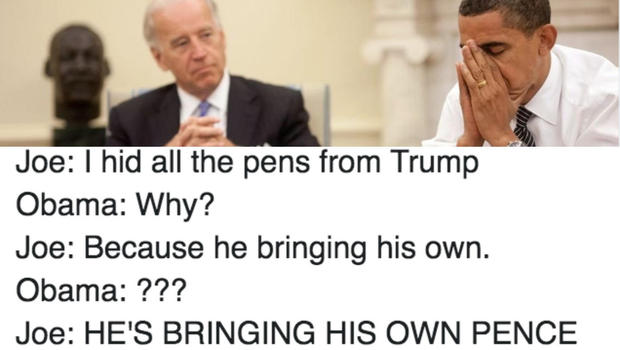 Joe: I hid all the pens from Trump
Obama: Why?
Joe: Because he bringing his own.
Obama: ???
Joe: HE'S BRINGING HIS OWN PENCE